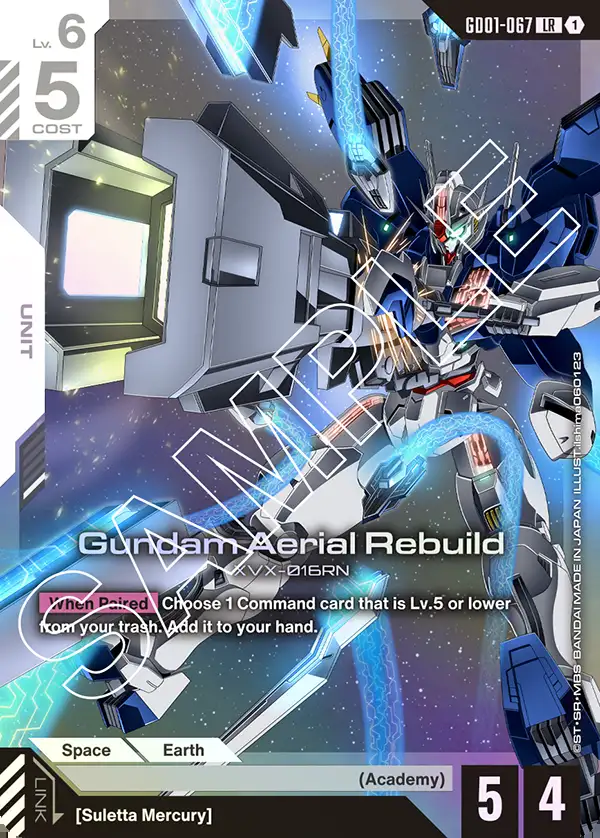 Lv. 6
GD01-067 LR 1
5
COST
UNIT
SAMPLE
Gundam Aerial Rebuild
XVX-016RN
When Paired Choose 1 Command card that is Lv.5 or lower
from your trash. Add it to your hand.
©ST・SR・MBS BANDAI MADE IN JAPAN ILLUST.Ishima060123
Space Earth
(Academy)
LINK
[Suletta Mercury]
5 4